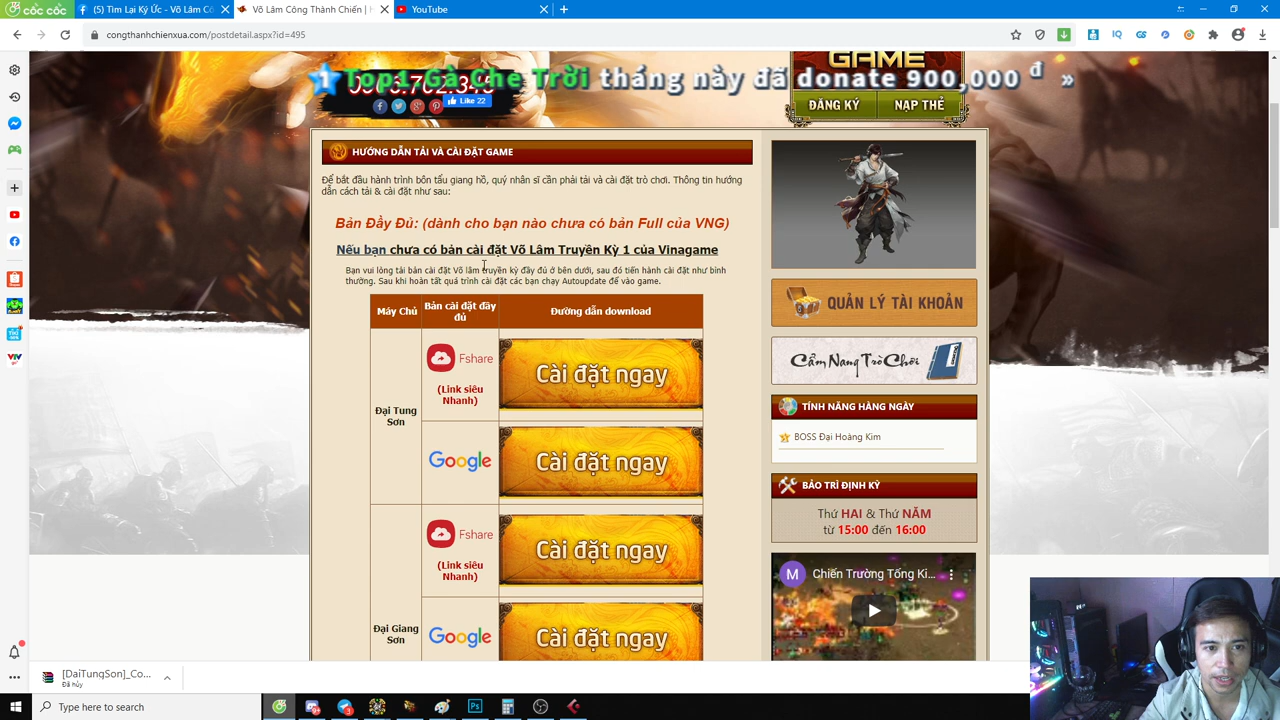 cốc cốc
(5) Tìm Lại Ký Ức - Võ Lâm Cô
Võ Lâm Công Thành Chiến | H
YouTube
congthanhchienxua.com/postdetail.aspx?id=495
GAME
Top1 Gà Che Trời tháng này đã donate 900,000 đ »
Like 22
ĐĂNG KÝ
NẠP THẺ
HƯỚNG DẪN TẢI VÀ CÀI ĐẶT GAME
Để bắt đầu hành trình bôn tẩu giang hồ, quý nhân sĩ cần phải tải và cài đặt trò chơi. Thông tin hướng
dẫn cách tải & cài đặt như sau:
Bản Đầy Đủ: (dành cho bạn nào chưa có bản Full của VNG)
Nếu bạn chưa có bản cài đặt Võ Lâm Truyền Kỳ 1 của Vinagame
Bạn vui lòng tải bản cài đặt Võ lâm truyền kỳ đầy đủ ở bên dưới, sau đó tiến hành cài đặt như bình
thường. Sau khi hoàn tất quá trình cài đặt các bạn chạy Autoupdate để vào game.
Máy Chủ
Bản cài đặt đầy
đủ
Đường dẫn download
Đại Tung
Sơn
Fshare
(Link siêu
Nhanh)
Cài đặt ngay
Google
Cài đặt ngay
Đại Giang
Sơn
Fshare
(Link siêu
Nhanh)
Cài đặt ngay
Google
Cài đặt ngay
QUẢN LÝ TÀI KHOẢN
Cẩm Nang Trò Chơi
TÍNH NĂNG HÀNG NGÀY
BOSS Đại Hoàng Kim
BẢO TRÌ ĐỊNH KỲ
Thứ HAI & Thứ NĂM
từ 15:00 đến 16:00
M
Chiến Trường Tống Ki...
[DaiTungSon]_Co...
Đã hủy
Type here to search